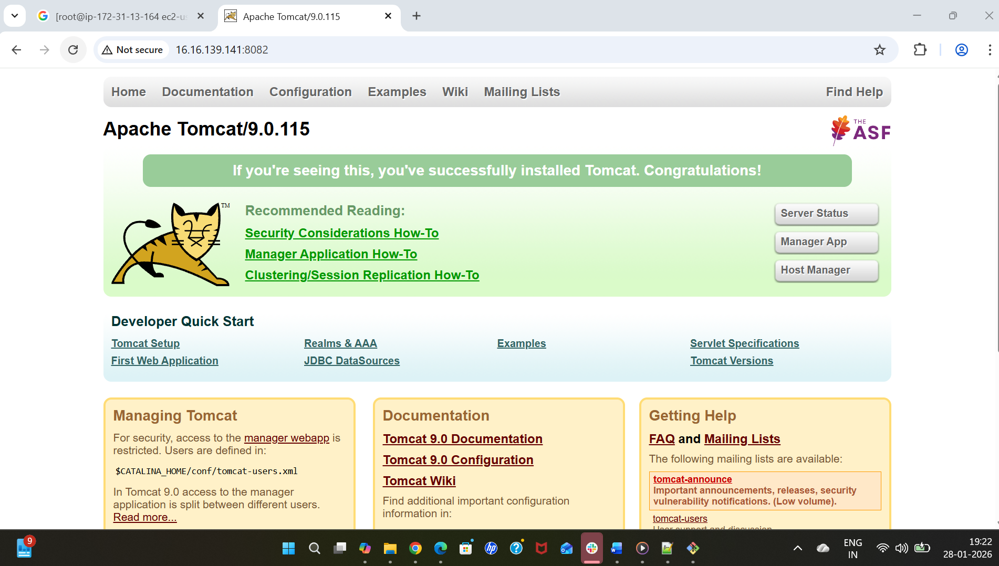 [root@ip-172-31-13-164 ec2-us
Apache Tomcat/9.0.115
Not secure
16.16.139.141:8082
Home Documentation Configuration Examples Wiki Mailing Lists Find Help
Apache Tomcat/9.0.115
THE
ASF
If you're seeing this, you've successfully installed Tomcat. Congratulations!
TM
Recommended Reading:
Security Considerations How-To
Manager Application How-To
Clustering/Session Replication How-To
Server Status
Manager App
Host Manager
Developer Quick Start
Tomcat Setup
Realms & AAA
Examples
Servlet Specifications
First Web Application
JDBC DataSources
Tomcat Versions
Managing Tomcat
For security, access to the manager webapp is
restricted. Users are defined in:
$CATALINA_HOME/conf/tomcat-users.xml
In Tomcat 9.0 access to the manager
application is split between different users.
Read more...
Documentation
Tomcat 9.0 Documentation
Tomcat 9.0 Configuration
Tomcat Wiki
Find additional important configuration
information in:
Getting Help
FAQ and Mailing Lists
The following mailing lists are available:
tomcat-announce
Important announcements, releases, security
vulnerability notifications. (Low volume).
tomcat-users
User support and discussion
9
hp
ENG
IN
19:22
28-01-2026